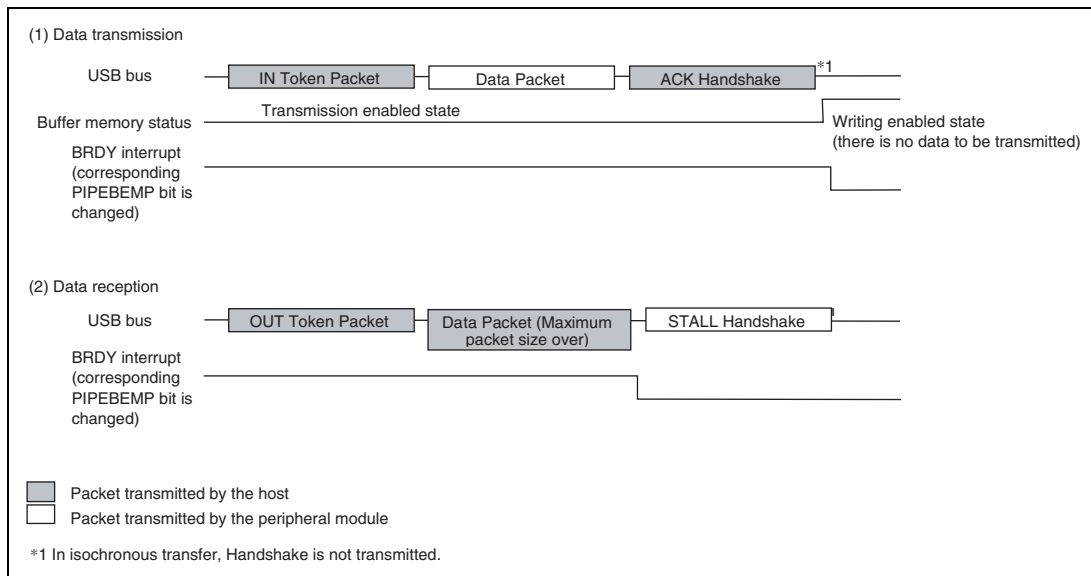 (1) Data transmission
USB bus
IN Token Packet
Data Packet
ACK Handshake
*1
Buffer memory status
Transmission enabled state
Writing enabled state
(there is no data to be transmitted)
BRDY interrupt
(corresponding
PIPEBEMP bit is
changed)
(2) Data reception
USB bus
OUT Token Packet
Data Packet (Maximum
packet size over)
STALL Handshake
BRDY interrupt
(corresponding
PIPEBEMP bit is
changed)
Packet transmitted by the host
Packet transmitted by the peripheral module
*1 In isochronous transfer, Handshake is not transmitted.